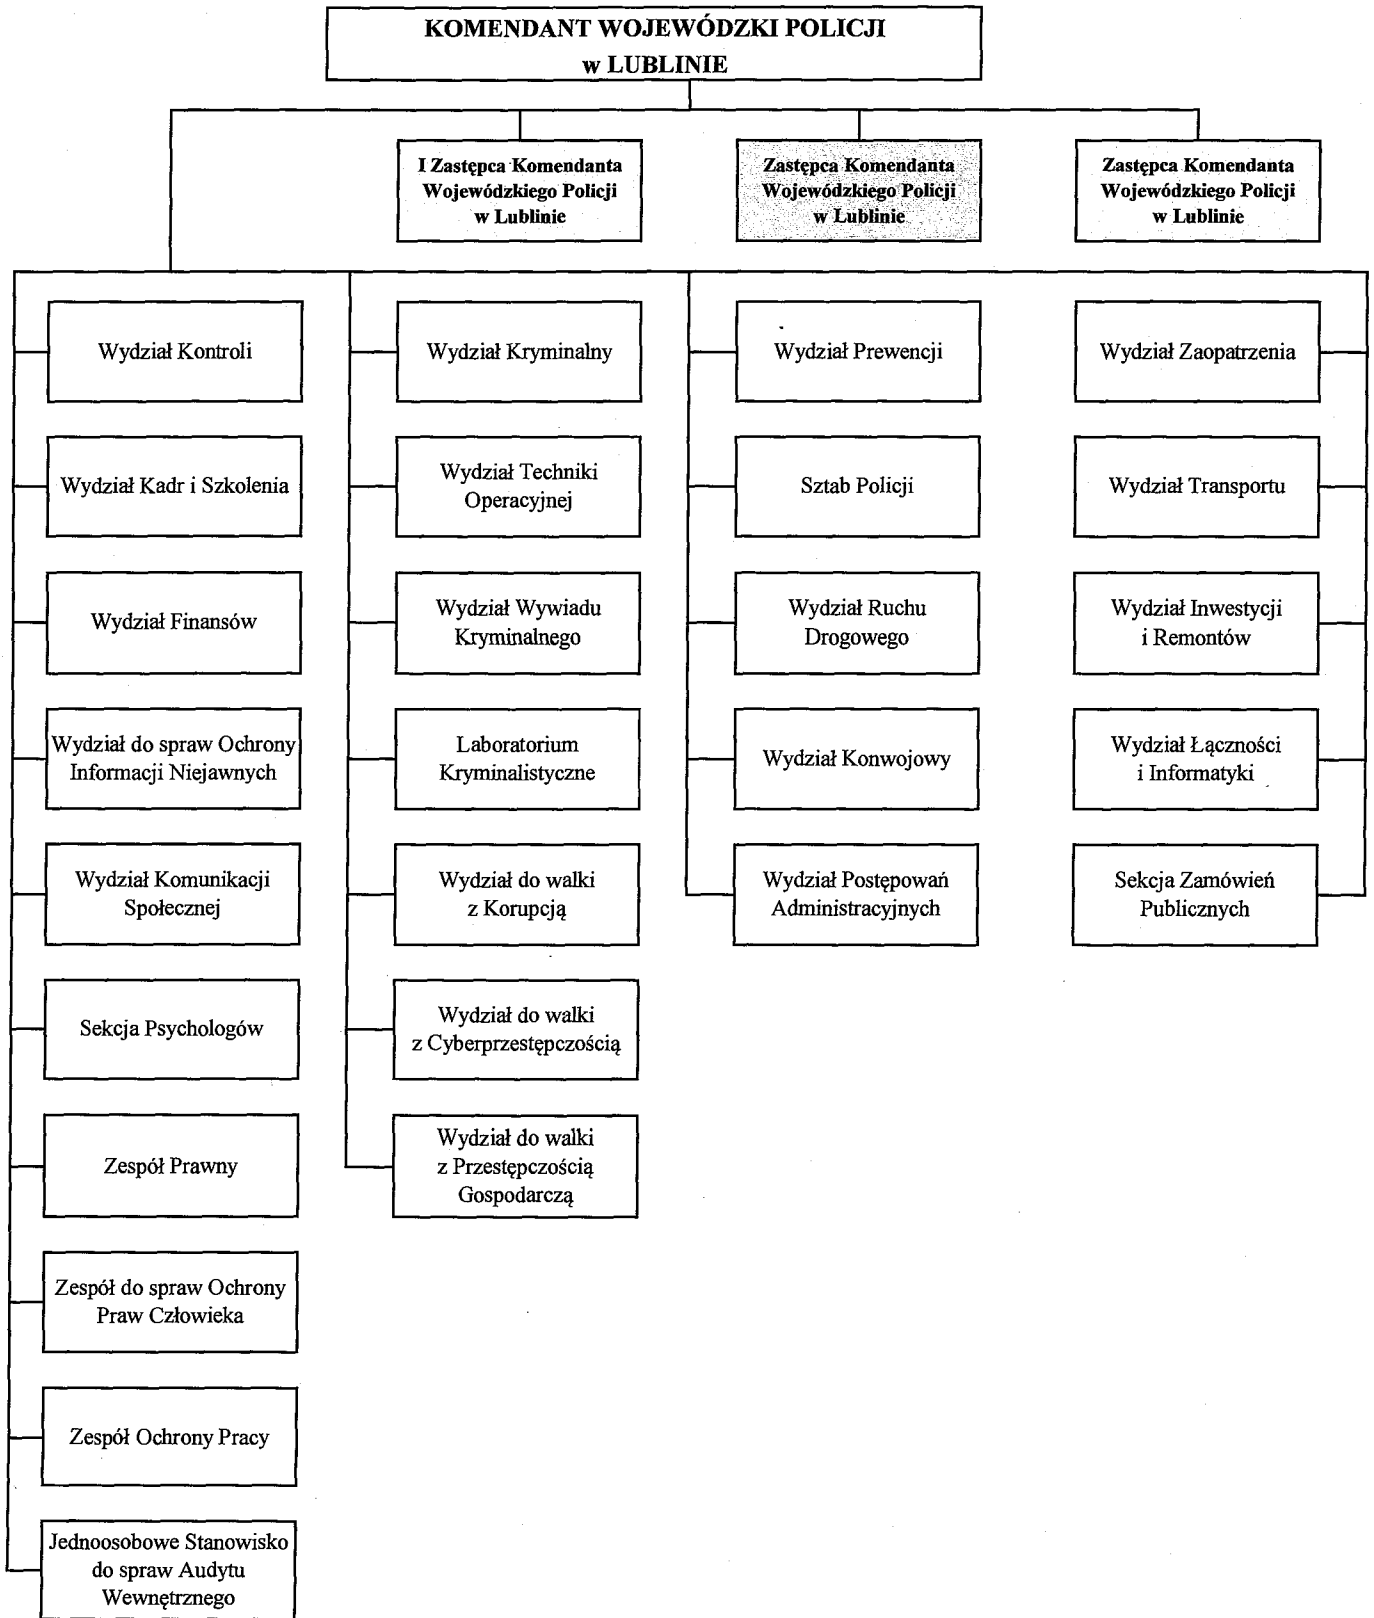 KOMENDANT WOJEWÓDZKI POLICJI
w LUBLINIE
I Zastępca Komendanta
Wojewódzkiego Policji
w Lublinie
Zastępca Komendanta
Wojewódzkiego Policji
w Lublinie
Zastępca Komendanta
Wojewódzkiego Policji
w Lublinie
Wydział Kontroli
Wydział Kadr i Szkolenia
Wydział Finansów
Wydział do spraw Ochrony
Informacji Niejawnych
Wydział Komunikacji
Społecznej
Sekcja Psychologów
Zespół Prawny
Zespół do spraw Ochrony
Praw Człowieka
Zespół Ochrony Pracy
Jednoosobowe Stanowisko
do spraw Audytu
Wewnętrznego
Wydział Kryminalny
Wydział Techniki
Operacyjnej
Wydział Wywiadu
Kryminalnego
Laboratorium
Kryminalistyczne
Wydział do walki
z Korupcją
Wydział do walki
z Cyberprzestępczością
Wydział do walki
z Przestępczością
Gospodarczą
Wydział Prewencji
Sztab Policji
Wydział Ruchu
Drogowego
Wydział Konwojowy
Wydział Postępowań
Administracyjnych
Wydział Zaopatrzenia
Wydział Transportu
Wydział Inwestycji
i Remontów
Wydział Łączności
i Informatyki
Sekcja Zamówień
Publicznych